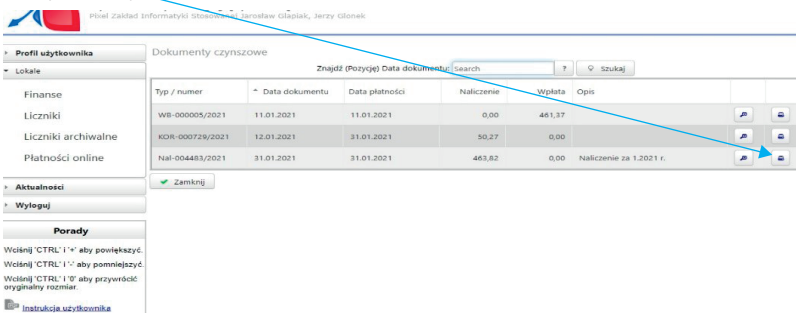 Pixel Zakład Informatyki Stosowanej Jarosław Glapiak, Jerzy Glonek
Profil użytkownika
Lokale
Finanse
Liczniki
Liczniki archiwalne
Płatności online
Aktualności
Wyloguj
Porady
Wciśnij 'CTRL' i '+' aby powiększyć.
Wciśnij 'CTRL' i '-' aby pomniejszyć.
Wciśnij 'CTRL' i '0' aby przywrócić
oryginalny rozmiar.
Instrukcja użytkownika
Dokumenty czynszowe
Znajdź (Pozycję) Data dokumentu: Search ? Szukaj
Typ / numer Data dokumentu Data płatności Naliczenie Wpłata Opis
WB-000005/2021 11.01.2021 11.01.2021 0,00 461,37
KOR-000729/2021 12.01.2021 31.01.2021 50,27 0,00
Nal-004483/2021 31.01.2021 31.01.2021 463,82 0,00 Naliczenie za 1.2021 r.
Zamknij